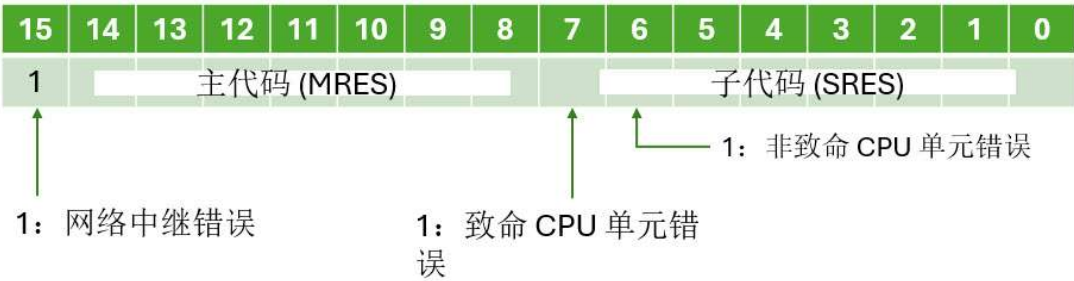 15 14 13 12 11 10 9 8 7 6 5 4 3 2 1 0
1 主代码 (MRES) 子代码 (SRES)
1：非致命 CPU 单元错误
1：网络中继错误
1：致命 CPU 单元错
误